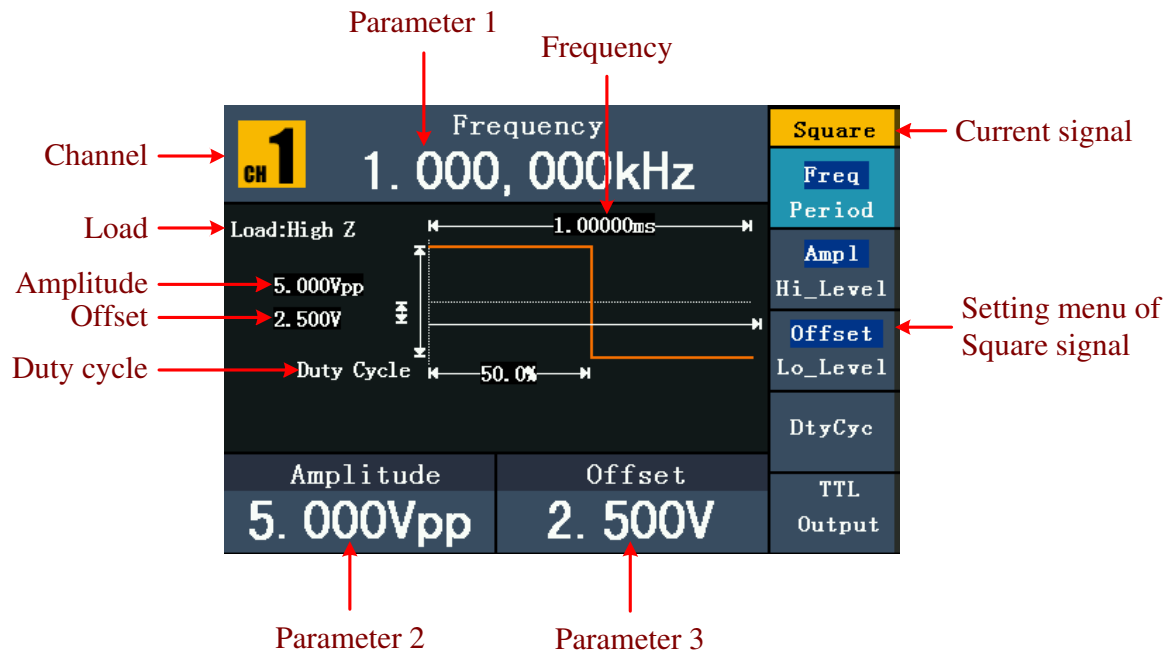 Parameter 1
Frequency
Channel
CH 1
Frequency
1.000,000kHz
Square
Current signal
Freq
Period
Load
Load:High Z
1.00000ms
Ampl
Hi_Level
Amplitude
5.000Vpp
Offset
2.500V
Offset
Lo_Level
Setting menu of
Square signal
Duty cycle
Duty Cycle
50.0%
DtyCyc
Amplitude
5.000Vpp
Offset
2.500V
TTL
Output
Parameter 2
Parameter 3